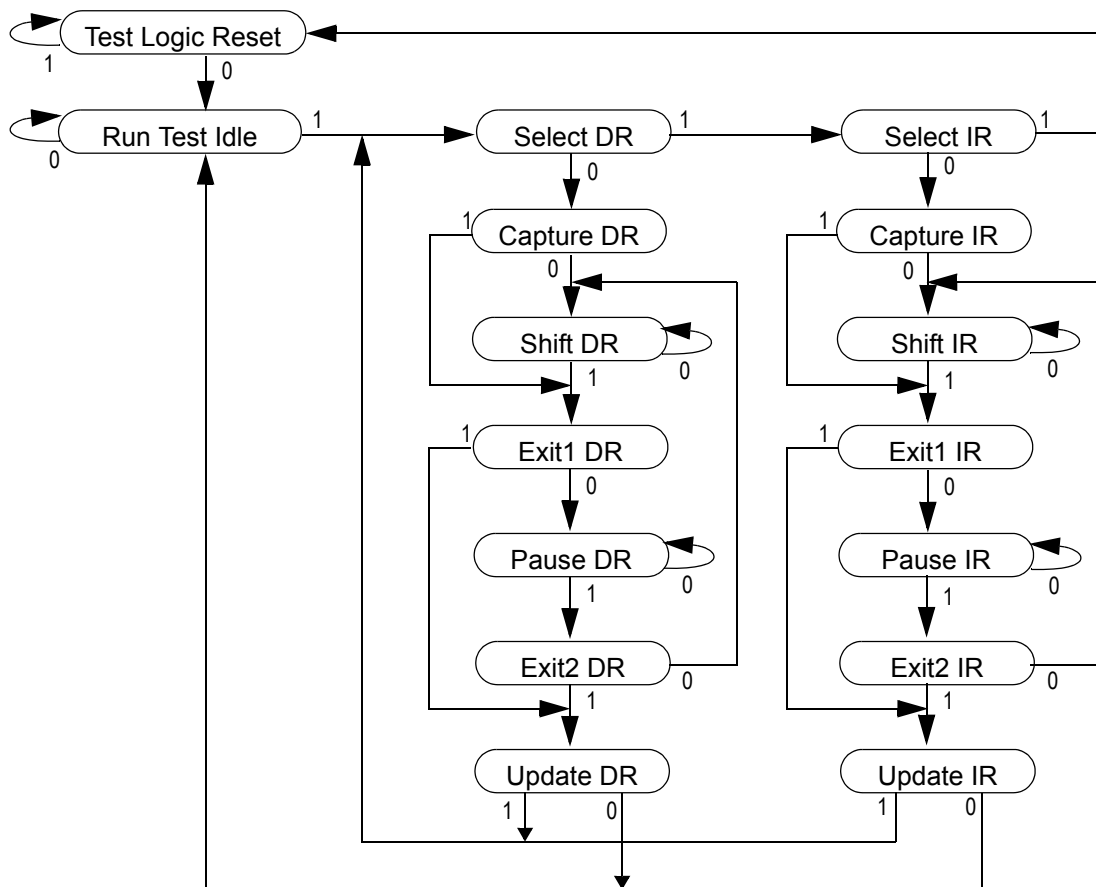 Test Logic Reset
1
0
Run Test Idle
1
0
Select DR
1
0
Select IR
1
0
1
Capture DR
0
1
Capture IR
0
Shift DR
0
1
Shift IR
0
1
1
Exit1 DR
0
1
Exit1 IR
0
Pause DR
0
1
Pause IR
0
1
Exit2 DR
0
1
Exit2 IR
0
1
Update DR
1
0
Update IR
1
0